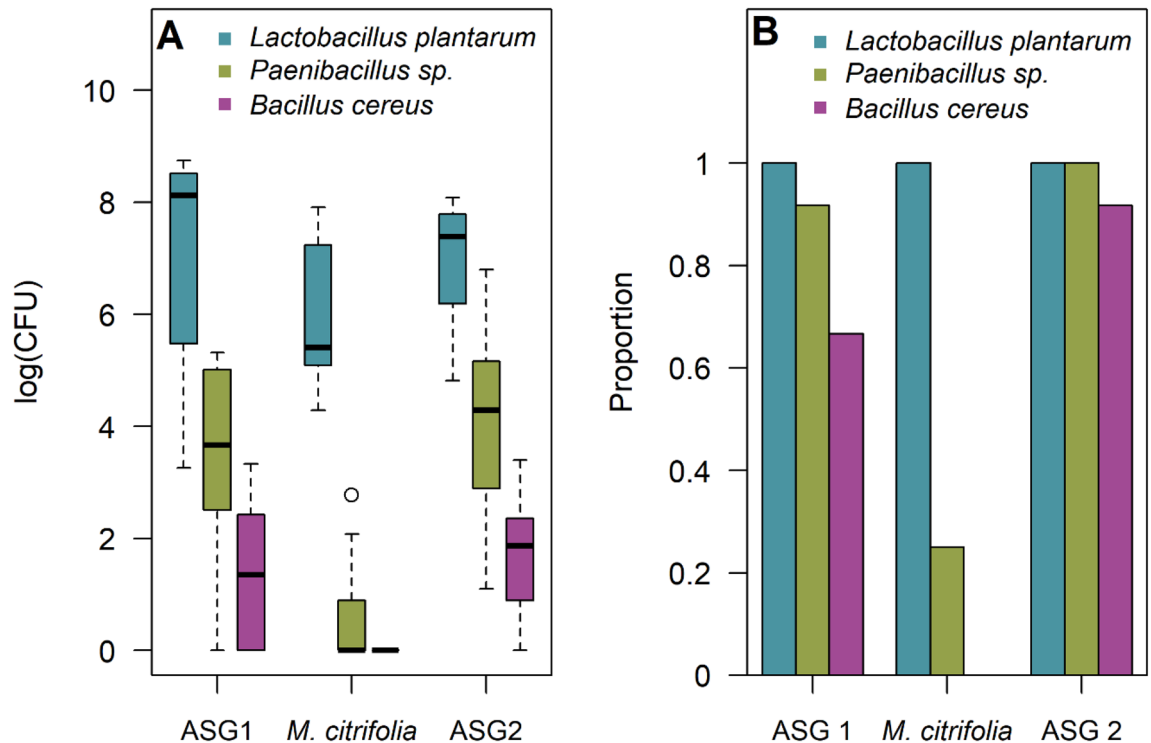 A
Lactobacillus plantarum
Paenibacillus sp.
Bacillus cereus
log(CFU)
10
8
6
4
2
0
ASG1
M. citrifolia
ASG2
B
Lactobacillus plantarum
Paenibacillus sp.
Bacillus cereus
Proportion
1
0.8
0.6
0.4
0.2
0
ASG 1
M. citrifolia
ASG 2